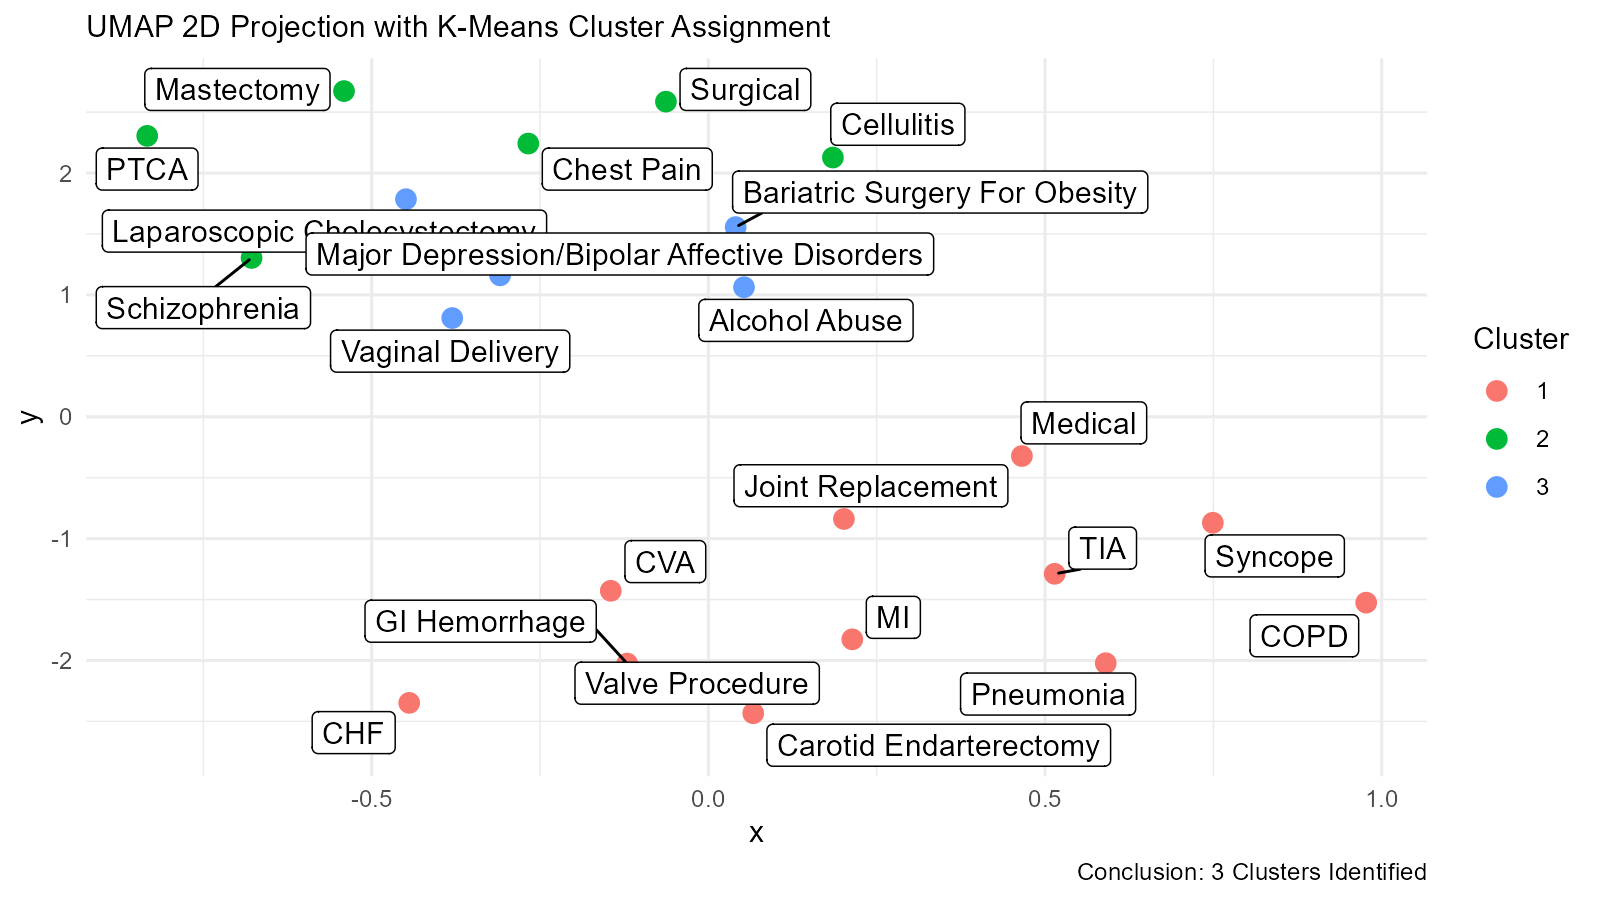 UMAP 2D Projection with K-Means Cluster Assignment
Mastectomy
Surgical
Cellulitis
PTCA
Chest Pain
2
Bariatric Surgery For Obesity
Laparoscopic Cholecystectomy
Major Depression/Bipolar Affective Disorders
1
Schizophrenia
Alcohol Abuse
Vaginal Delivery
0
Medical
Joint Replacement
-1
CVA
TIA
Syncope
GI Hemorrhage
MI
COPD
-2
Valve Procedure
Pneumonia
CHF
Carotid Endarterectomy
y
-0.5
0.0
0.5
1.0
x
Cluster
1
2
3
Conclusion: 3 Clusters Identified